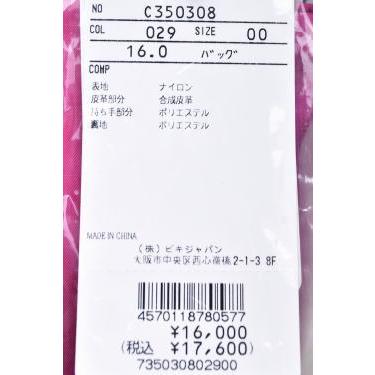 NO C350308
COL 029 SIZE 00
16.0 バッグ
COMP
表地 ナイロン
皮革部分 合成皮革
持ち手部分 ポリエステル
裏地 ポリエステル
MADE IN CHINA
(株)ビキジャパン
大阪市中央区西心斎橋2-1-3 8F
4570118780577
¥16,000
(税込 ¥17,600)
735030802900